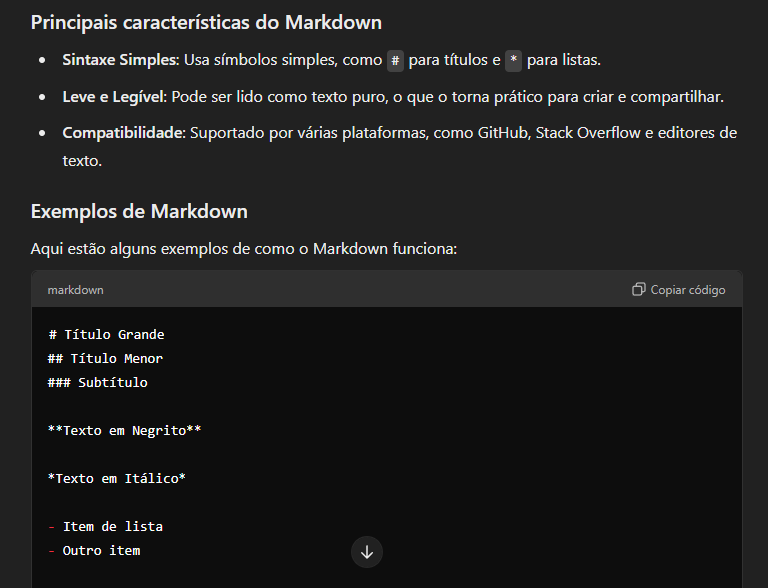 Principais características do Markdown
• Sintaxe Simples: Usa símbolos simples, como # para títulos e * para listas.
• Leve e Legível: Pode ser lido como texto puro, o que o torna prático para criar e compartilhar.
• Compatibilidade: Suportado por várias plataformas, como GitHub, Stack Overflow e editores de
texto.
Exemplos de Markdown
Aqui estão alguns exemplos de como o Markdown funciona:
markdown Copiar código
# Título Grande
## Título Menor
### Subtítulo
**Texto em Negrito**
*Texto em Itálico*
- Item de lista
- Outro item